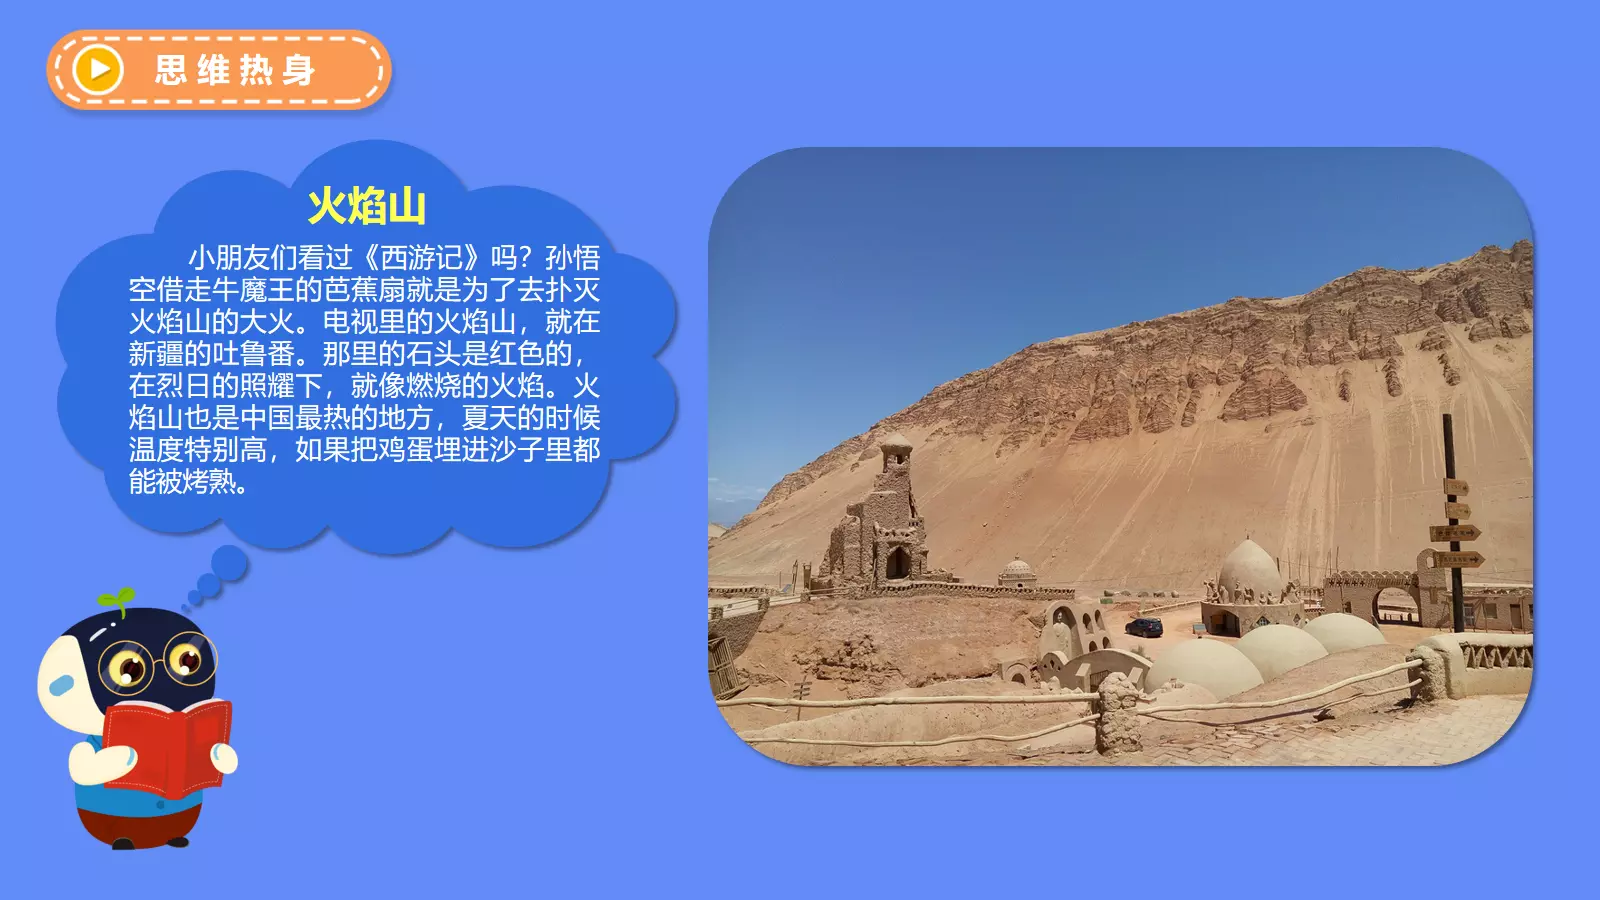 思维热身
火焰山
小朋友们看过《西游记》吗？孙悟
空借走牛魔王的芭蕉扇就是为了去扑灭
火焰山的大火。电视里的火焰山，就在
新疆的吐鲁番。那里的石头是红色的，
在烈日的照耀下，就像燃烧的火焰。火
焰山也是中国最热的地方，夏天的时候
温度特别高，如果把鸡蛋埋进沙子里都
能被烤熟。